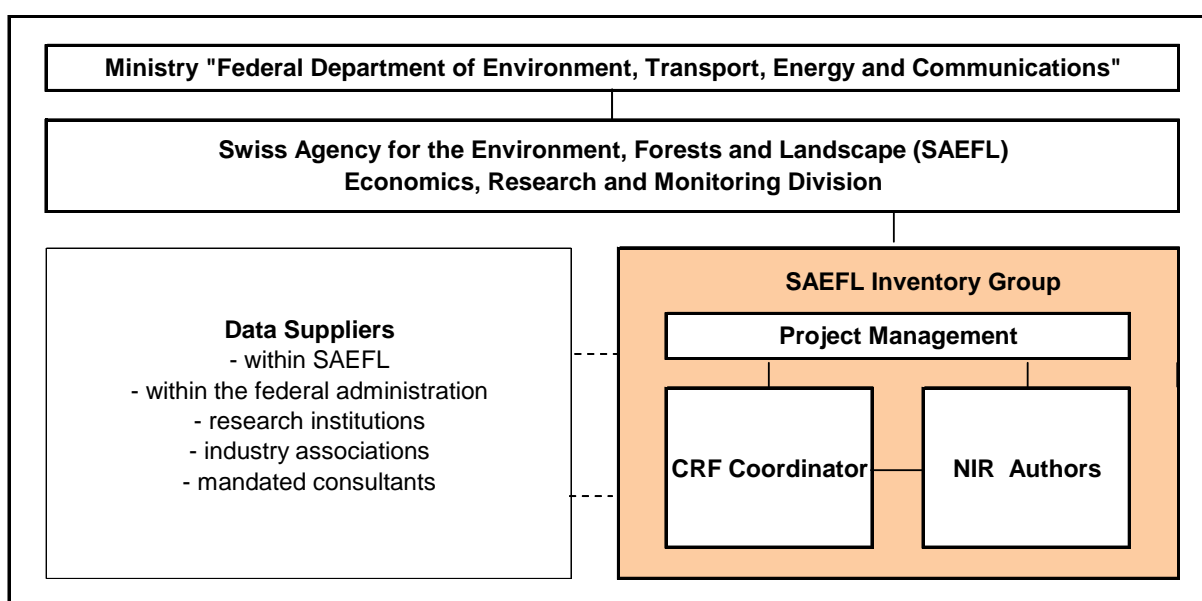 Ministry "Federal Department of Environment, Transport, Energy and Communications"
Swiss Agency for the Environment, Forests and Landscape (SAEFL)
Economics, Research and Monitoring Division
Data Suppliers
- within SAEFL
- within the federal administration
- research institutions
- industry associations
- mandated consultants
SAEFL Inventory Group
Project Management
CRF Coordinator
NIR Authors